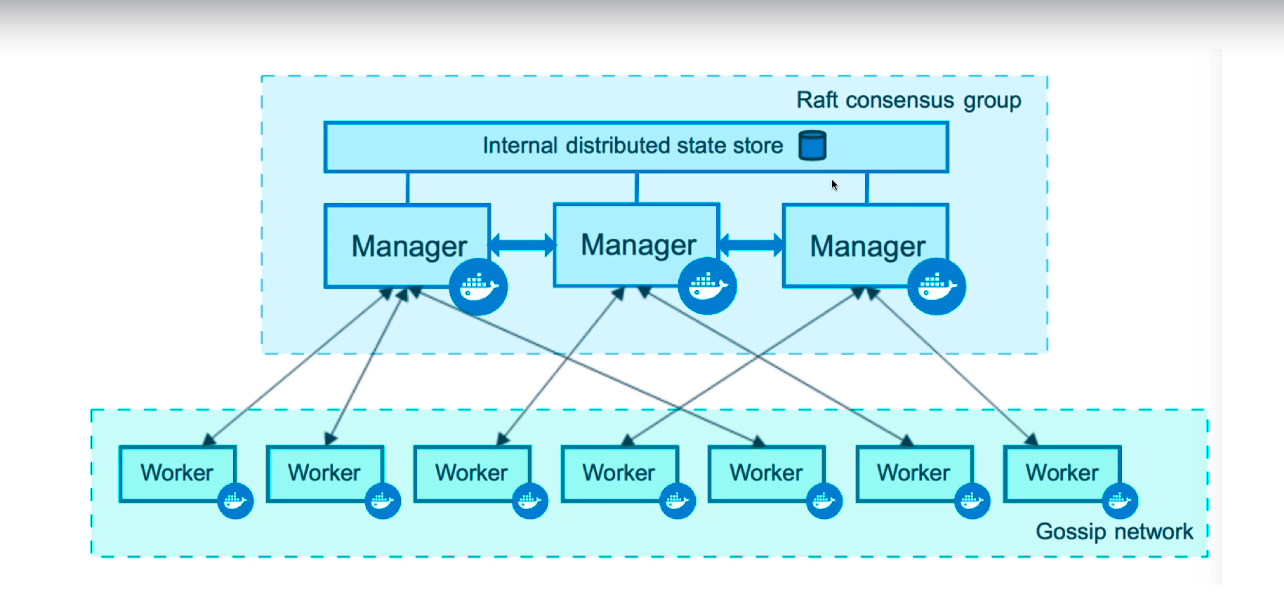 Raft consensus group
Internal distributed state store
Manager
Manager
Manager
Worker
Worker
Worker
Worker
Worker
Worker
Worker
Gossip network